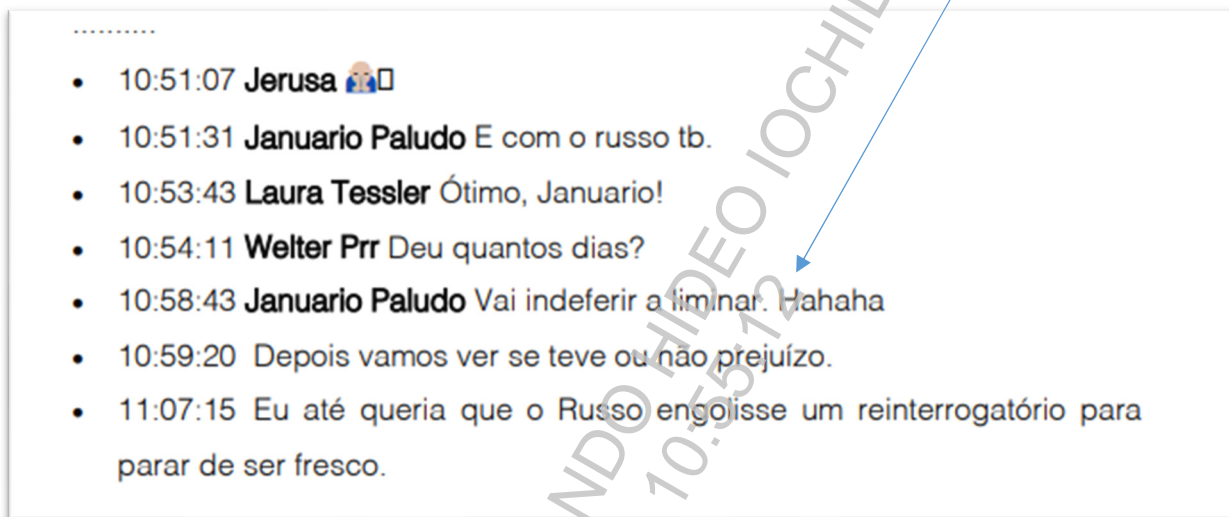 ..........
• 10:51:07 Jerusa 🙏🏼▯
• 10:51:31 Januario Paludo E com o russo tb.
• 10:53:43 Laura Tessler Ótimo, Januario!
• 10:54:11 Welter Prr Deu quantos dias?
• 10:58:43 Januario Paludo Vai indeferir a liminar. Hahaha
• 10:59:20 Depois vamos ver se teve ou não prejuízo.
• 11:07:15 Eu até queria que o Russo engolisse um reinterrogatório para
parar de ser fresco.
HIDEO
10:55:12